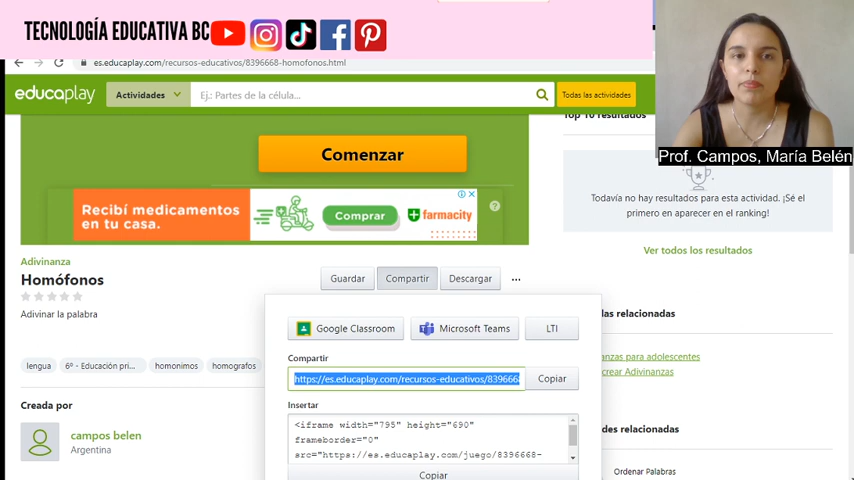 TECNOLOGÍA EDUCATIVA BC
es.educaplay.com/recursos-educativos/8396668-homofonos.html
educaplay
Actividades
Ej.: Partes de la célula...
Todas las actividades
Comenzar
Recibí medicamentos
en tu casa.
Comprar
farmacity
Adivinanza
Homófonos
Adivinar la palabra
Guardar
Compartir
Descargar
...
lengua
6º - Educación pri...
homonimos
homografos
Creada por
campos belen
Argentina
Google Classroom
Microsoft Teams
LTI
Compartir
https://es.educaplay.com/recursos-educativos/839666
Copiar
Insertar
<iframe width="795" height="690"
frameborder="0"
src="https://es.educaplay.com/juego/8396668-
Copiar
Prof. Campos, María Belén
Top 10 resultados
Todavía no hay resultados para esta actividad. ¡Sé el
primero en aparecer en el ranking!
Ver todos los resultados
das relacionadas
anzas para adolescentes
crear Adivinanzas
des relacionadas
Ordenar Palabras